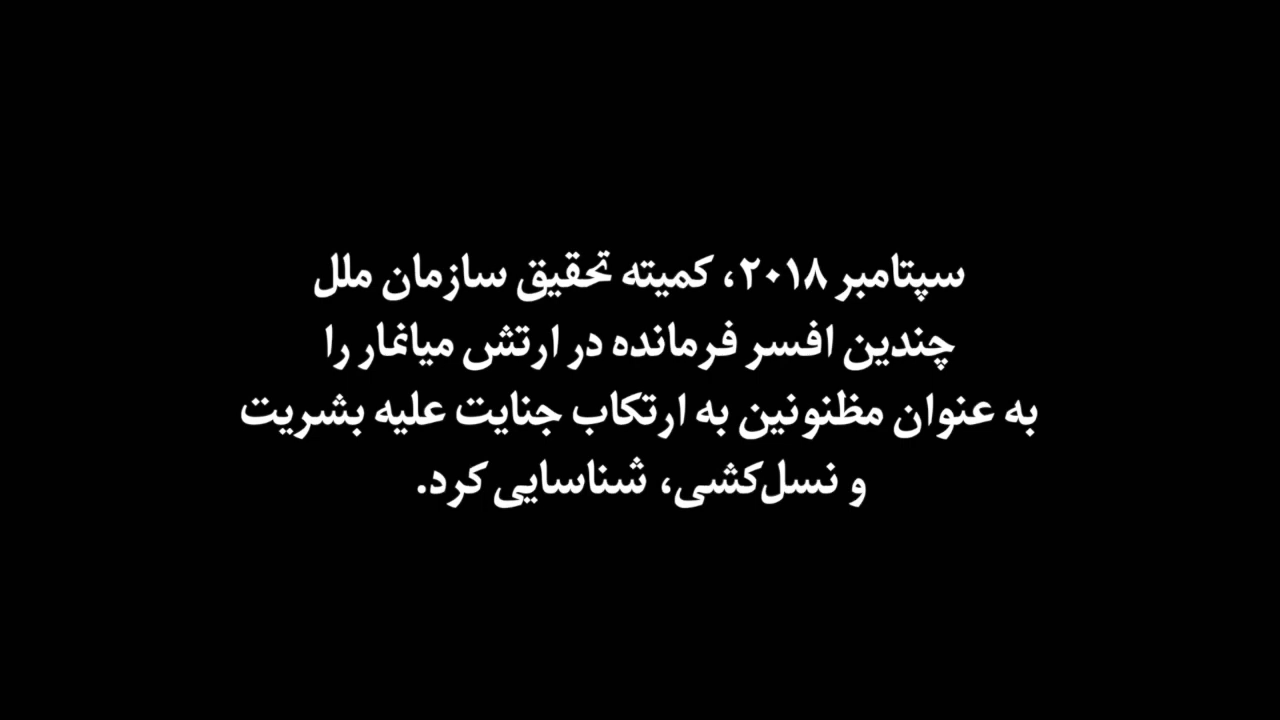 سپتامبر ۲۰۱۸، کمیته تحقیق سازمان ملل
چندین افسر فرمانده در ارتش میانمار را
به عنوان مظنونین به ارتکاب جنایت علیه بشریت
و نسل‌کشی، شناسایی کرد.